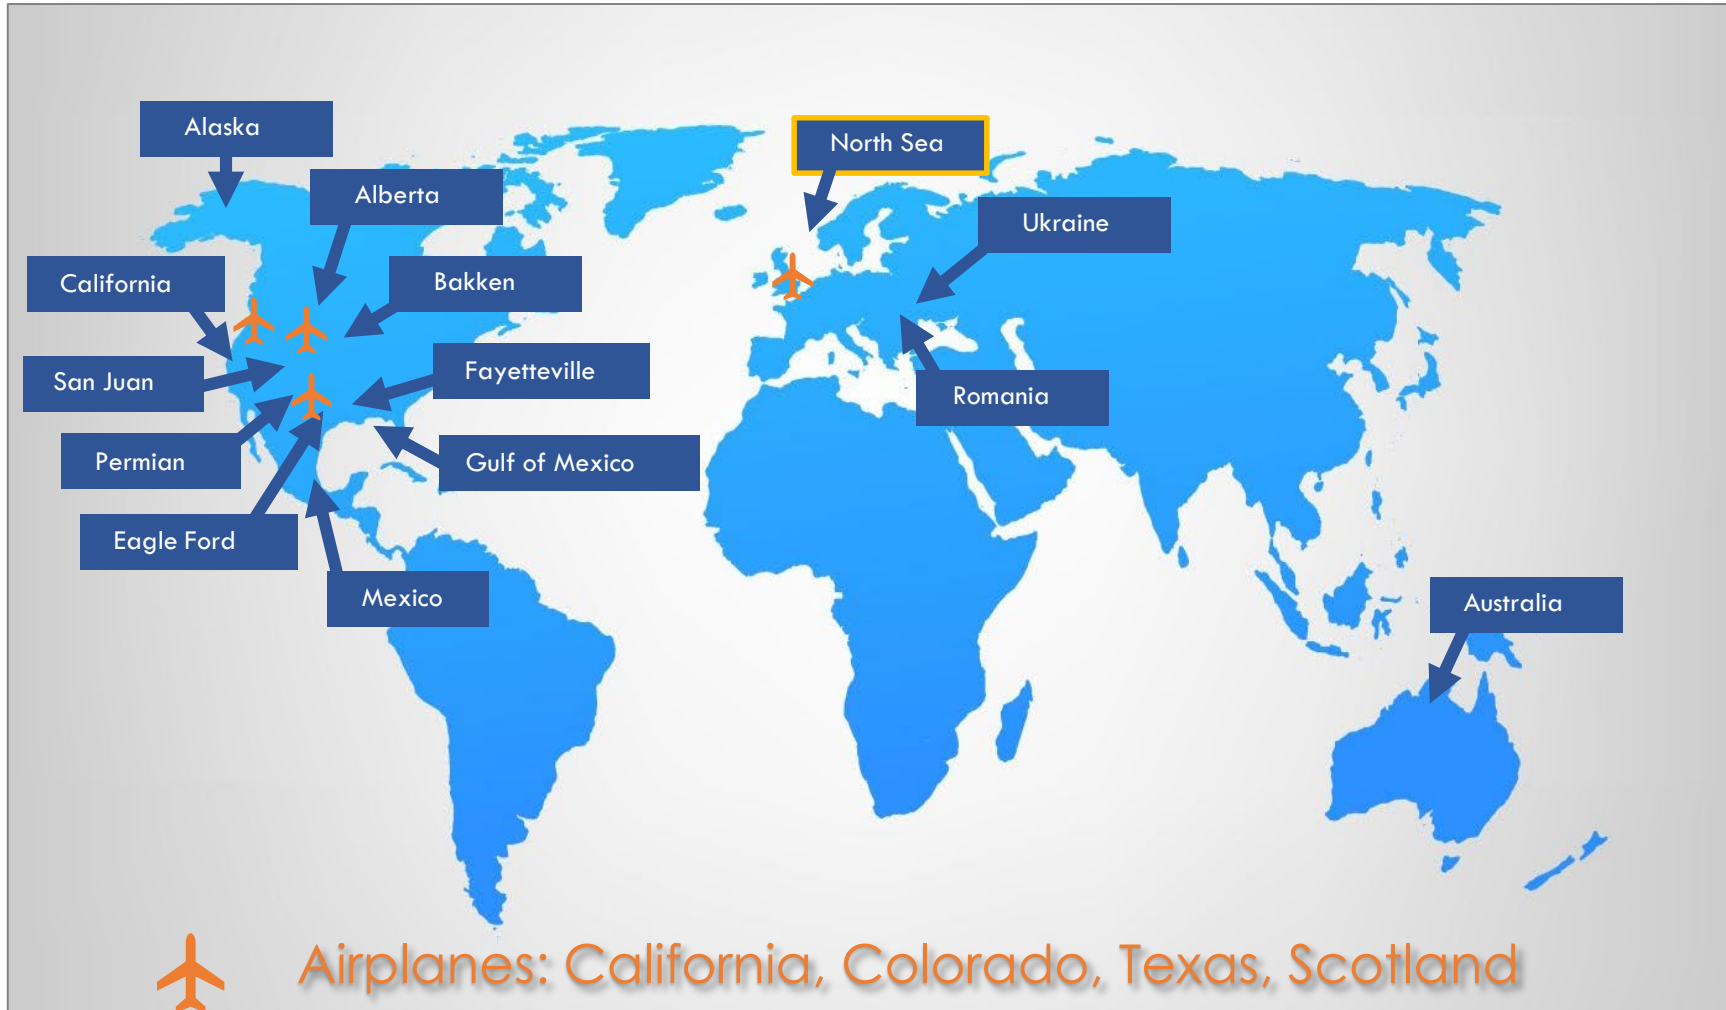 Alaska
North Sea
Alberta
Ukraine
California
Bakken
San Juan
Fayetteville
Romania
Permian
Gulf of Mexico
Eagle Ford
Mexico
Australia
Airplanes: California, Colorado, Texas, Scotland